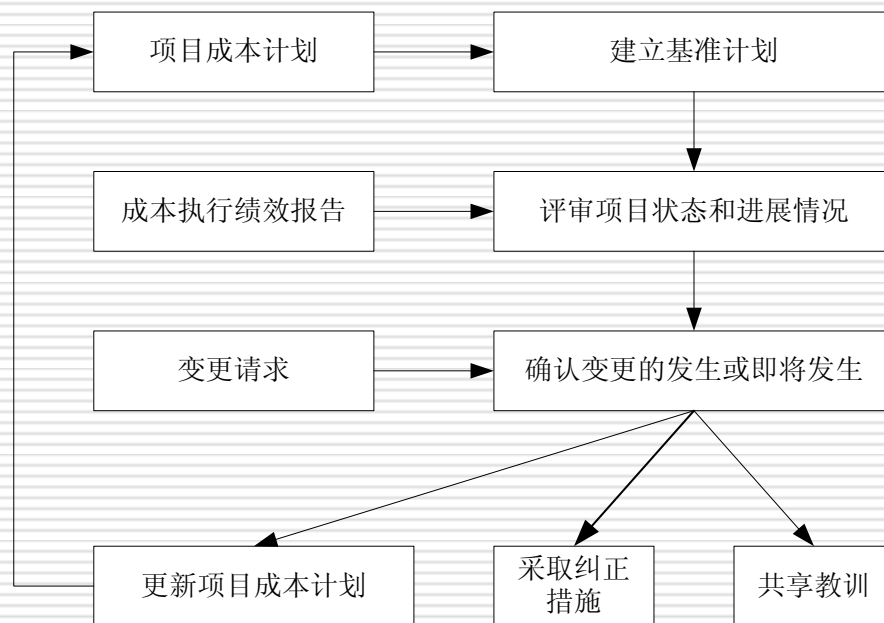 项目成本计划
建立基准计划
成本执行绩效报告
评审项目状态和进展情况
变更请求
确认变更的发生或即将发生
更新项目成本计划
采取纠正
措施
共享教训